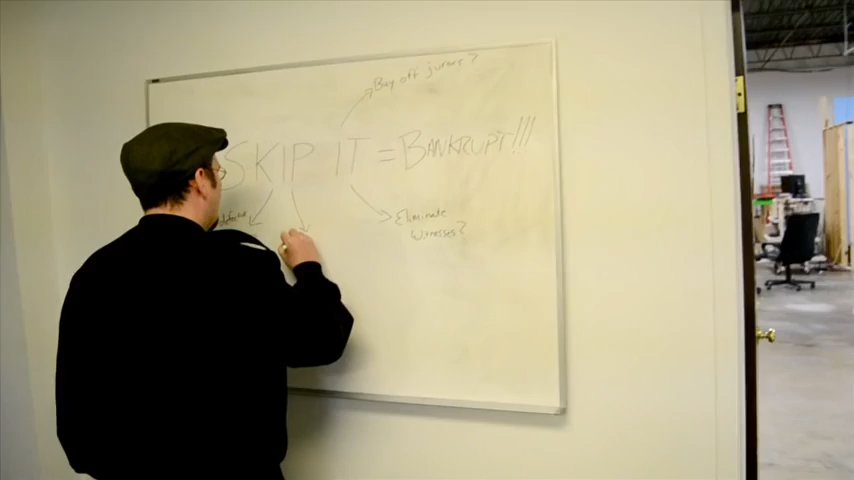 Buy off jurors?
SKIP IT = BANKRUPT!!!
Eliminate
Witnesses?